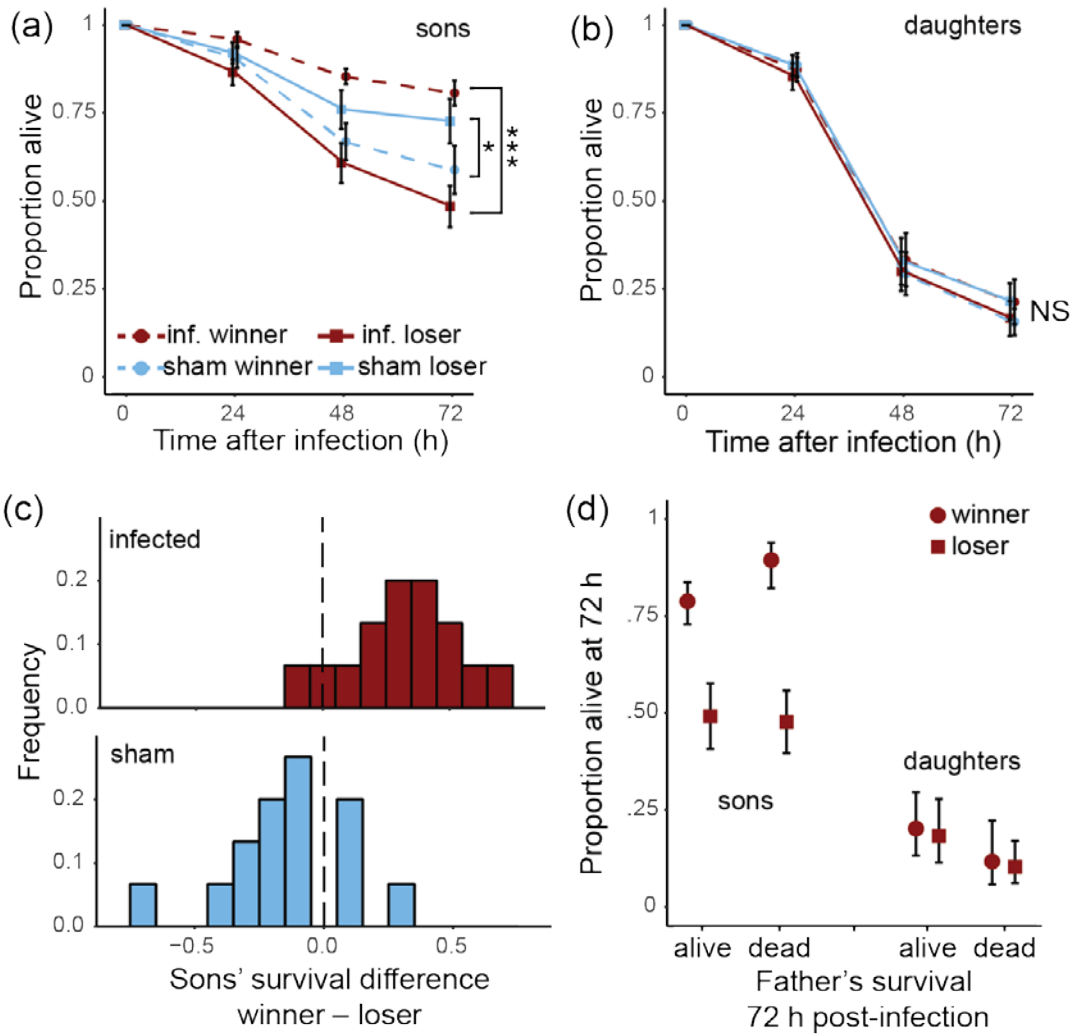 (a)
sons
Proportion alive
1
0.75
0.50
0.25
0
*
***
inf. winner
inf. loser
sham winner
sham loser
0 24 48 72
Time after infection (h)
(b)
daughters
Proportion alive
1
0.75
0.50
0.25
0
NS
0 24 48 72
Time after infection (h)
(c)
infected
Frequency
0.2
0.1
0.0
sham
0.2
0.1
0.0
−0.5 0.0 0.5
Sons’ survival difference
winner – loser
(d)
winner
loser
Proportion alive at 72 h
1
.75
.50
.25
0
sons
daughters
alive dead alive dead
Father’s survival
72 h post-infection